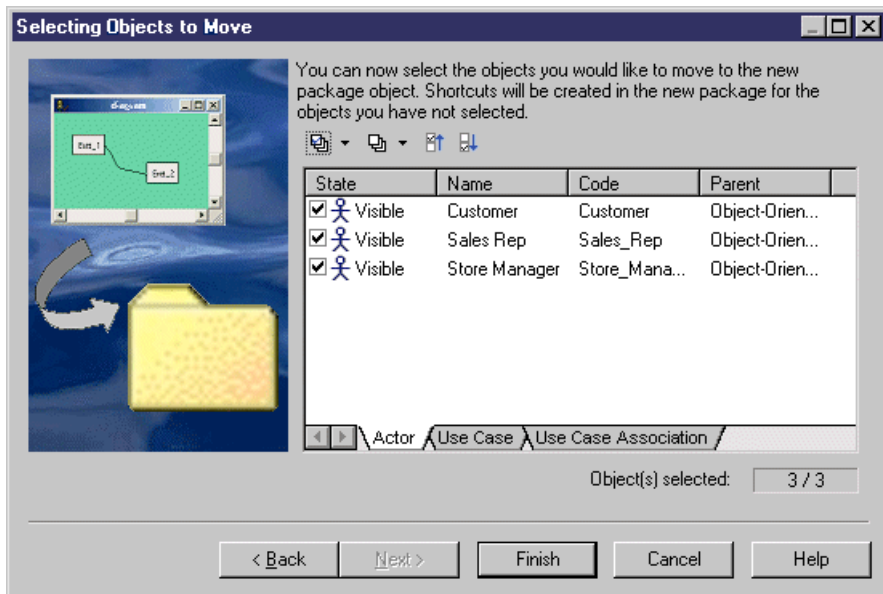 Selecting Objects to Move
You can now select the objects you would like to move to the new
package object. Shortcuts will be created in the new package for the
objects you have not selected.
diagram
Entt_1
Entt_2
State Name Code Parent
Visible Customer Customer Object-Orien...
Visible Sales Rep Sales_Rep Object-Orien...
Visible Store Manager Store_Mana... Object-Orien...
Actor Use Case Use Case Association
Object(s) selected: 3 / 3
< Back Next > Finish Cancel Help